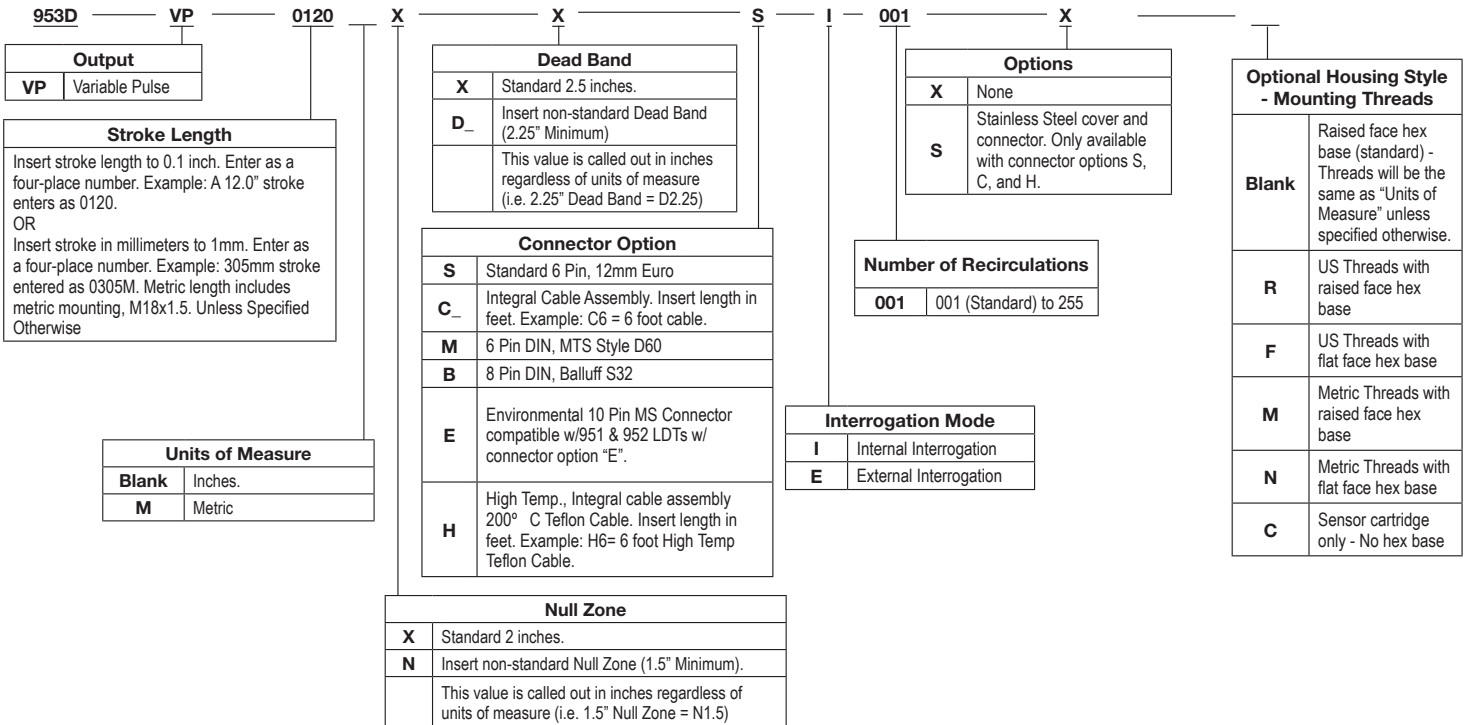 953D VP 0120 X X S I 001 X
Output
VP Variable Pulse
Stroke Length
Insert stroke length to 0.1 inch. Enter as a
four-place number. Example: A 12.0” stroke
enters as 0120.
OR
Insert stroke in millimeters to 1mm. Enter as
a four-place number. Example: 305mm stroke
entered as 0305M. Metric length includes
metric mounting, M18x1.5. Unless Specified
Otherwise
Units of Measure
Blank Inches.
M Metric
Dead Band
X Standard 2.5 inches.
D_ Insert non-standard Dead Band
(2.25” Minimum)
This value is called out in inches
regardless of units of measure
(i.e. 2.25” Dead Band = D2.25)
Connector Option
S Standard 6 Pin, 12mm Euro
C_ Integral Cable Assembly. Insert length in
feet. Example: C6 = 6 foot cable.
M 6 Pin DIN, MTS Style D60
B 8 Pin DIN, Balluff S32
E Environmental 10 Pin MS Connector
compatible w/951 & 952 LDTs w/
connector option “E”.
H High Temp., Integral cable assembly
200º C Teflon Cable. Insert length in
feet. Example: H6= 6 foot High Temp
Teflon Cable.
Null Zone
X Standard 2 inches.
N Insert non-standard Null Zone (1.5” Minimum).
This value is called out in inches regardless of
units of measure (i.e. 1.5” Null Zone = N1.5)
Options
X None
S Stainless Steel cover and
connector. Only available
with connector options S,
C, and H.
Number of Recirculations
001 001 (Standard) to 255
Interrogation Mode
I Internal Interrogation
E External Interrogation
Optional Housing Style
- Mounting Threads
Blank Raised face hex
base (standard) -
Threads will be the
same as “Units of
Measure” unless
specified otherwise.
R US Threads with
raised face hex
base
F US Threads with
flat face hex base
M Metric Threads with
raised face hex
base
N Metric Threads with
flat face hex base
C Sensor cartridge
only - No hex base